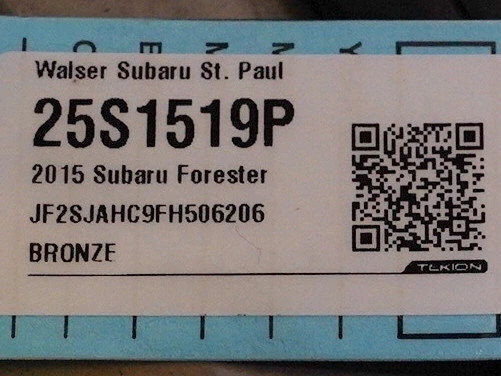 Walser Subaru St. Paul
25S1519P
2015 Subaru Forester
JF2SJAHC9FH506206
BRONZE
TEKION